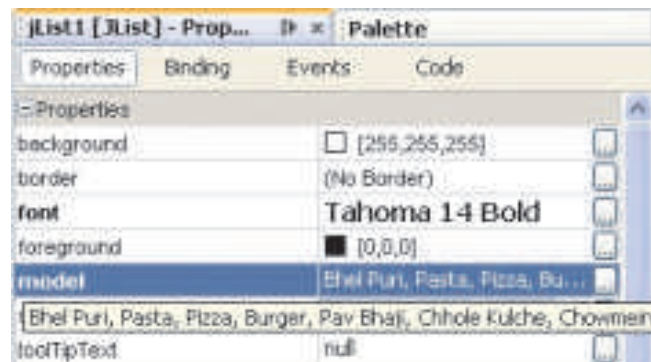 jList1 [JList] - Prop... Palette
Properties Binding Events Code
Properties
background [255,255,255]
border (No Border)
font Tahoma 14 Bold
foreground [0,0,0]
model Bhel Puri, Pasta, Pizza, Bu...
Bhel Puri, Pasta, Pizza, Burger, Pav Bhaji, Chhole Kulche, Chowmein
toolTipText null